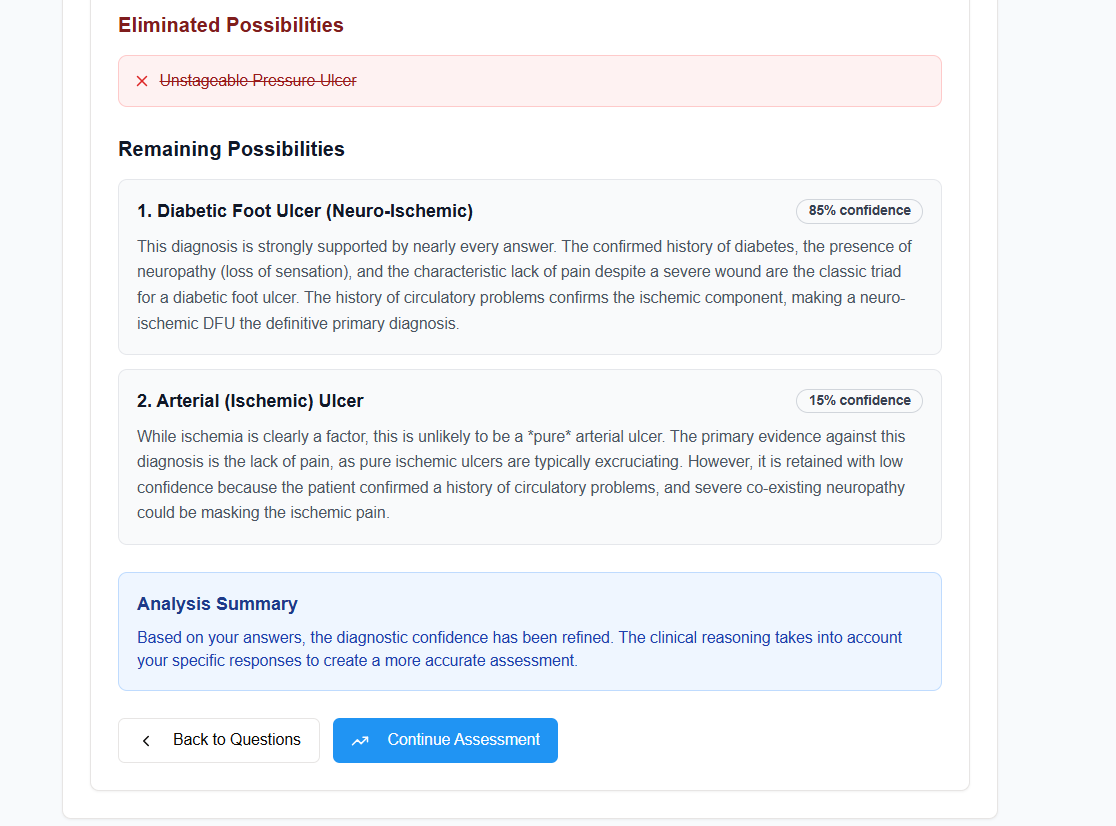 Eliminated Possibilities
Unstageable Pressure Ulcer
Remaining Possibilities
1. Diabetic Foot Ulcer (Neuro-Ischemic)
85% confidence
This diagnosis is strongly supported by nearly every answer. The confirmed history of diabetes, the presence of
neuropathy (loss of sensation), and the characteristic lack of pain despite a severe wound are the classic triad
for a diabetic foot ulcer. The history of circulatory problems confirms the ischemic component, making a neuro-
ischemic DFU the definitive primary diagnosis.
2. Arterial (Ischemic) Ulcer
15% confidence
While ischemia is clearly a factor, this is unlikely to be a *pure* arterial ulcer. The primary evidence against this
diagnosis is the lack of pain, as pure ischemic ulcers are typically excruciating. However, it is retained with low
confidence because the patient confirmed a history of circulatory problems, and severe co-existing neuropathy
could be masking the ischemic pain.
Analysis Summary
Based on your answers, the diagnostic confidence has been refined. The clinical reasoning takes into account
your specific responses to create a more accurate assessment.
Back to Questions
Continue Assessment